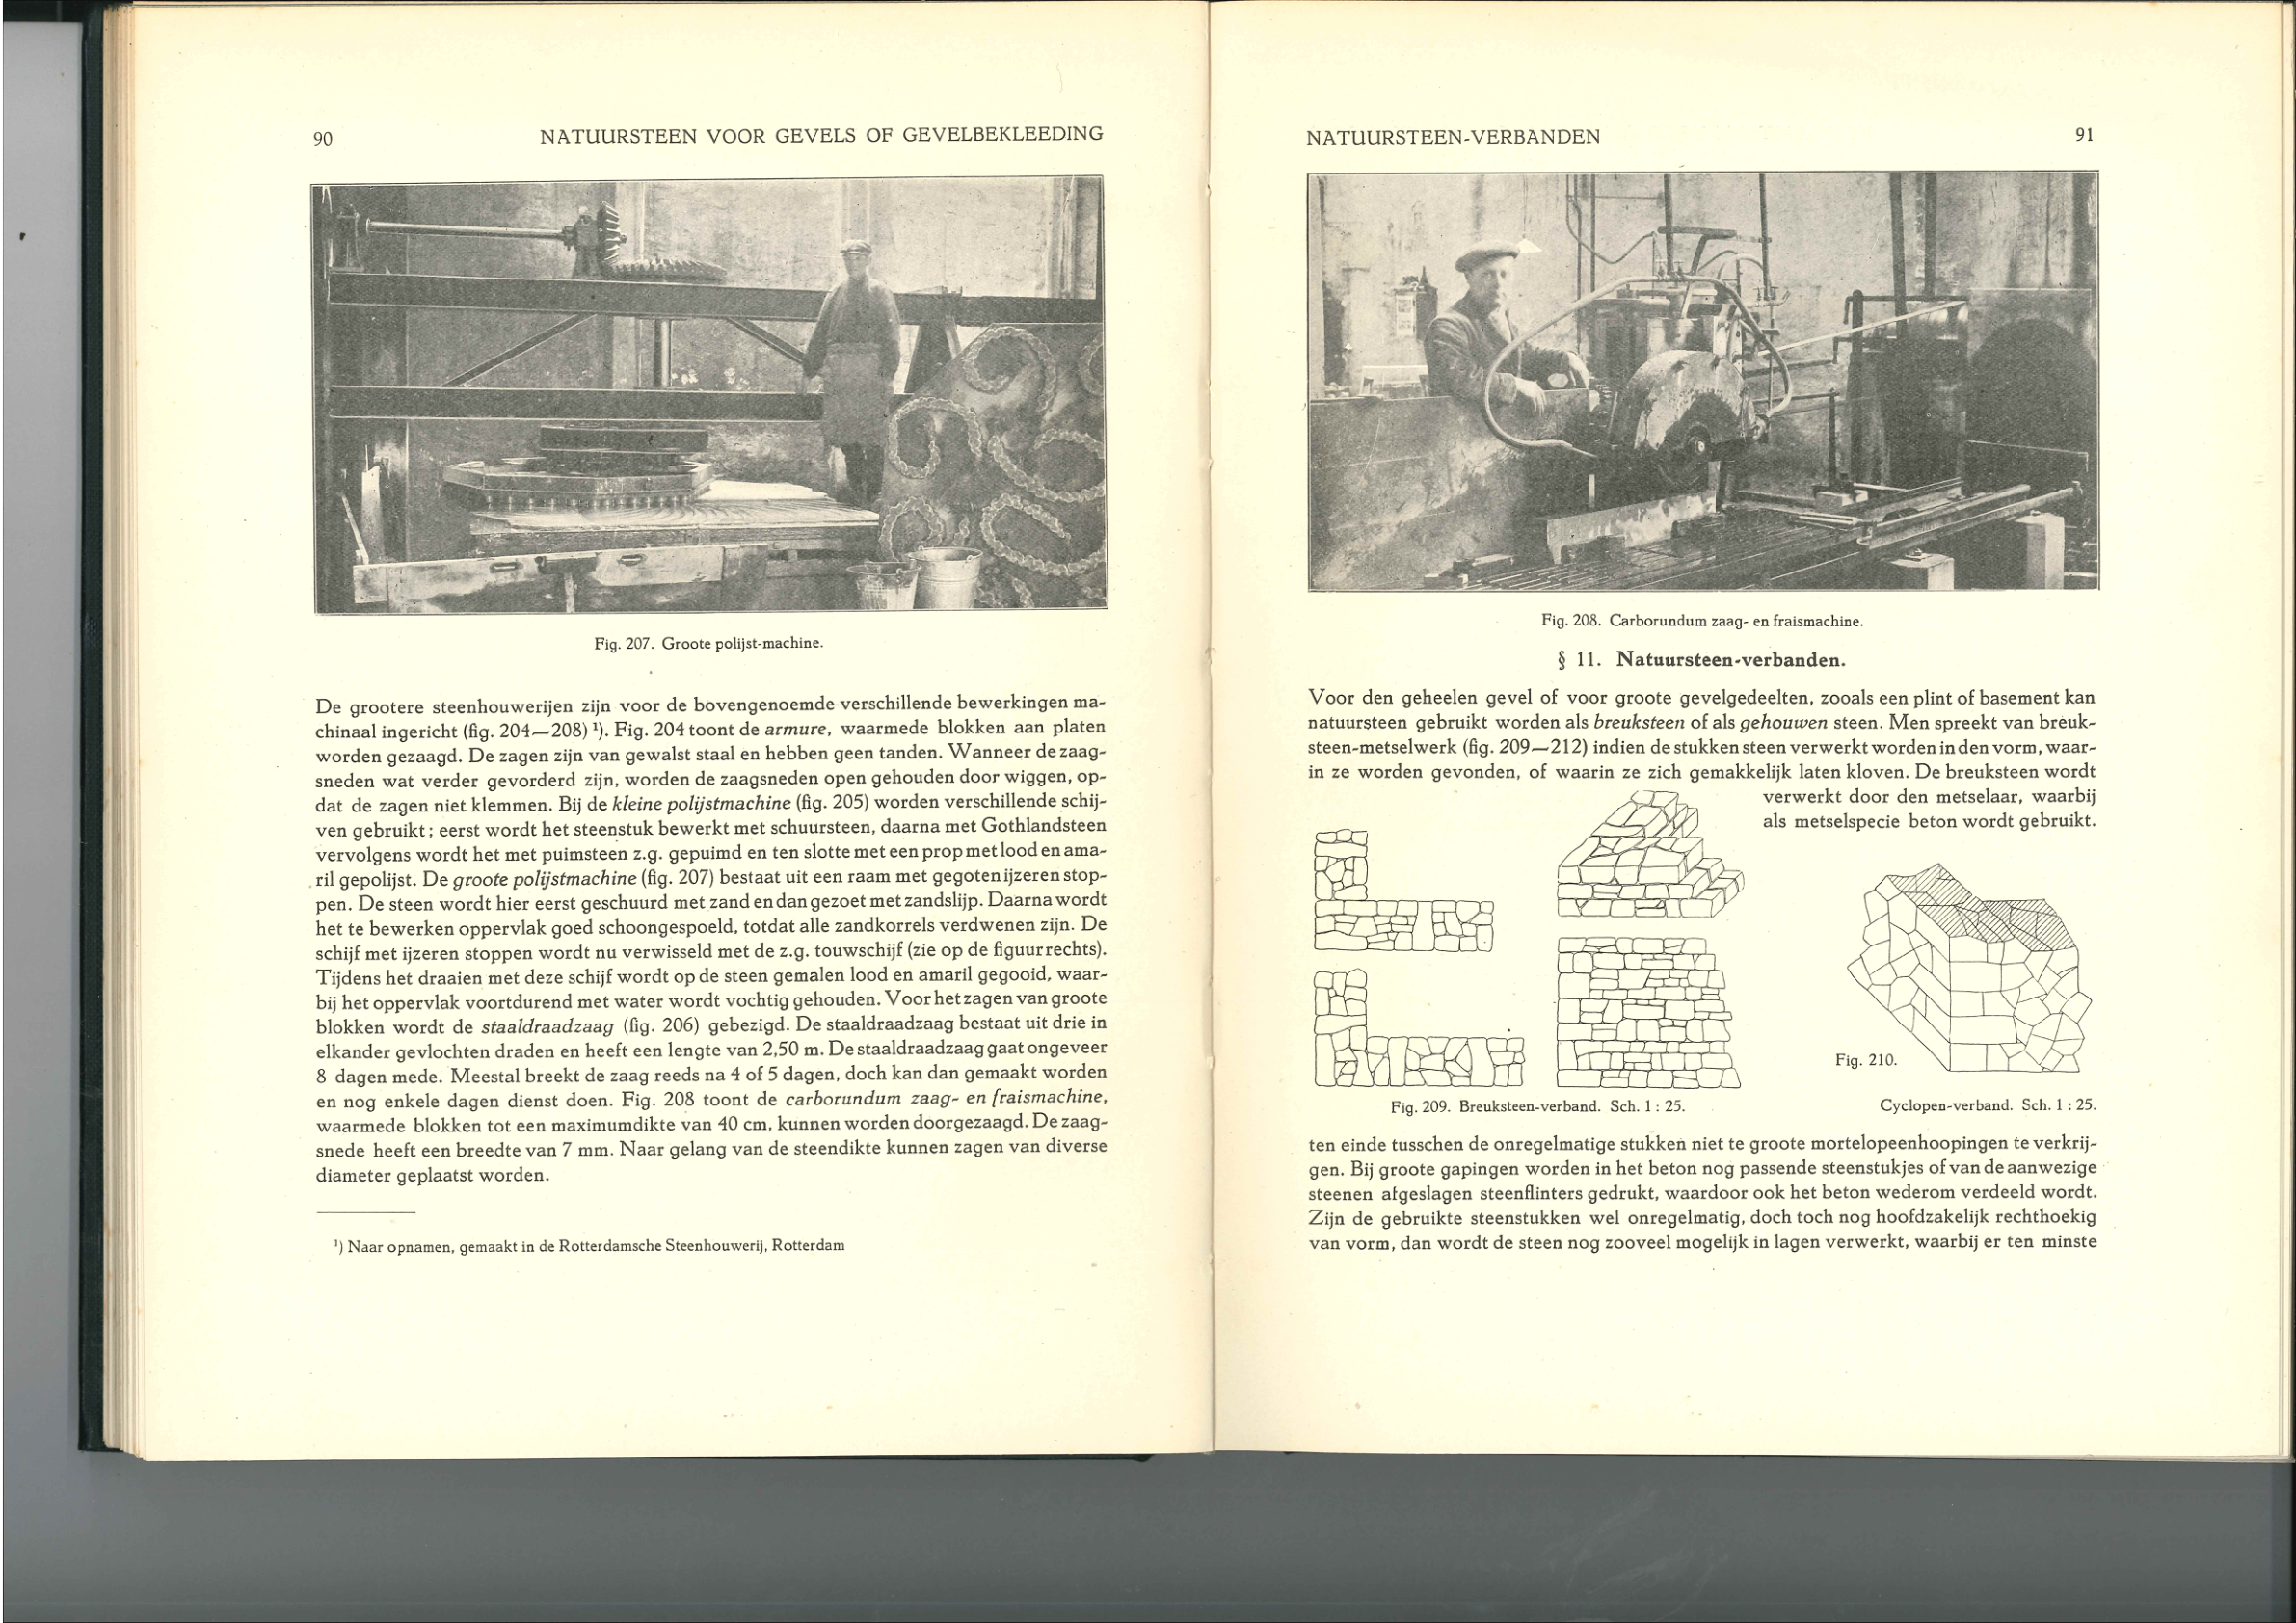 90
NATUURSTEEN VOOR GEVELS OF GEVELBEKLEEDING
Fig. 207. Groote polijst-machine.
De grootere steenhouwerijen zijn voor de bovengenoemde verschillende bewerkingen ma-
chinaal ingericht (fig. 204—208) ¹). Fig. 204 toont de armure, waarmede blokken aan platen
worden gezaagd. De zagen zijn van gewalst staal en hebben geen tanden. Wanneer de zaag-
sneden wat verder gevorderd zijn, worden de zaagsneden open gehouden door wiggen, op-
dat de zagen niet klemmen. Bij de kleine polijstmachine (fig. 205) worden verschillende schij-
ven gebruikt; eerst wordt het steenstuk bewerkt met schuursteen, daarna met Gothlandsteen
vervolgens wordt het met puimsteen z.g. gepuimd en ten slotte met een prop met lood en ama-
ril gepolijst. De groote polijstmachine (fig. 207) bestaat uit een raam met gegoten ijzeren stop-
pen. De steen wordt hier eerst geschuurd met zand en dan gezoet met zandslijp. Daarna wordt
het te bewerken oppervlak goed schoongespoeld, totdat alle zandkorrels verdwenen zijn. De
schijf met ijzeren stoppen wordt nu verwisseld met de z.g. touwschijf (zie op de figuur rechts).
Tijdens het draaien met deze schijf wordt op de steen gemalen lood en amaril gegooid, waar-
bij het oppervlak voortdurend met water wordt vochtig gehouden. Voor het zagen van groote
blokken wordt de staaldraadzaag (fig. 206) gebezigd. De staaldraadzaag bestaat uit drie in
elkander gevlochten draden en heeft een lengte van 2,50 m. De staaldraadzaag gaat ongeveer
8 dagen mede. Meestal breekt de zaag reeds na 4 of 5 dagen, doch kan dan gemaakt worden
en nog enkele dagen dienst doen. Fig. 208 toont de carborundum zaag- en fraismachine,
waarmede blokken tot een maximumdikte van 40 cm, kunnen worden doorgezaagd. De zaag-
snede heeft een breedte van 7 mm. Naar gelang van de steendikte kunnen zagen van diverse
diameter geplaatst worden.
¹) Naar opnamen, gemaakt in de Rotterdamsche Steenhouwerij, Rotterdam
NATUURSTEEN-VERBANDEN
91
Fig. 208. Carborundum zaag- en fraismachine.
§ 11. Natuursteen-verbanden.
Voor den geheelen gevel of voor groote gevelgedeelten, zooals een plint of basement kan
natuursteen gebruikt worden als breuksteen of als gehouwen steen. Men spreekt van breuk-
steen-metselwerk (fig. 209—212) indien de stukken steen verwerkt worden in den vorm, waar-
in ze worden gevonden, of waarin ze zich gemakkelijk laten kloven. De breuksteen wordt
verwerkt door den metselaar, waarbij
als metselspecie beton wordt gebruikt.
Fig. 210.
Fig. 209. Breuksteen-verband. Sch. 1 : 25.
Cyclopen-verband. Sch. 1 : 25.
ten einde tusschen de onregelmatige stukken niet te groote mortelopeenhoopingen te verkrij-
gen. Bij groote gapingen worden in het beton nog passende steenstukjes of van de aanwezige
steenen afgeslagen steenflinters gedrukt, waardoor ook het beton wederom verdeeld wordt.
Zijn de gebruikte steenstukken wel onregelmatig, doch toch nog hoofdzakelijk rechthoekig
van vorm, dan wordt de steen nog zooveel mogelijk in lagen verwerkt, waarbij er ten minste